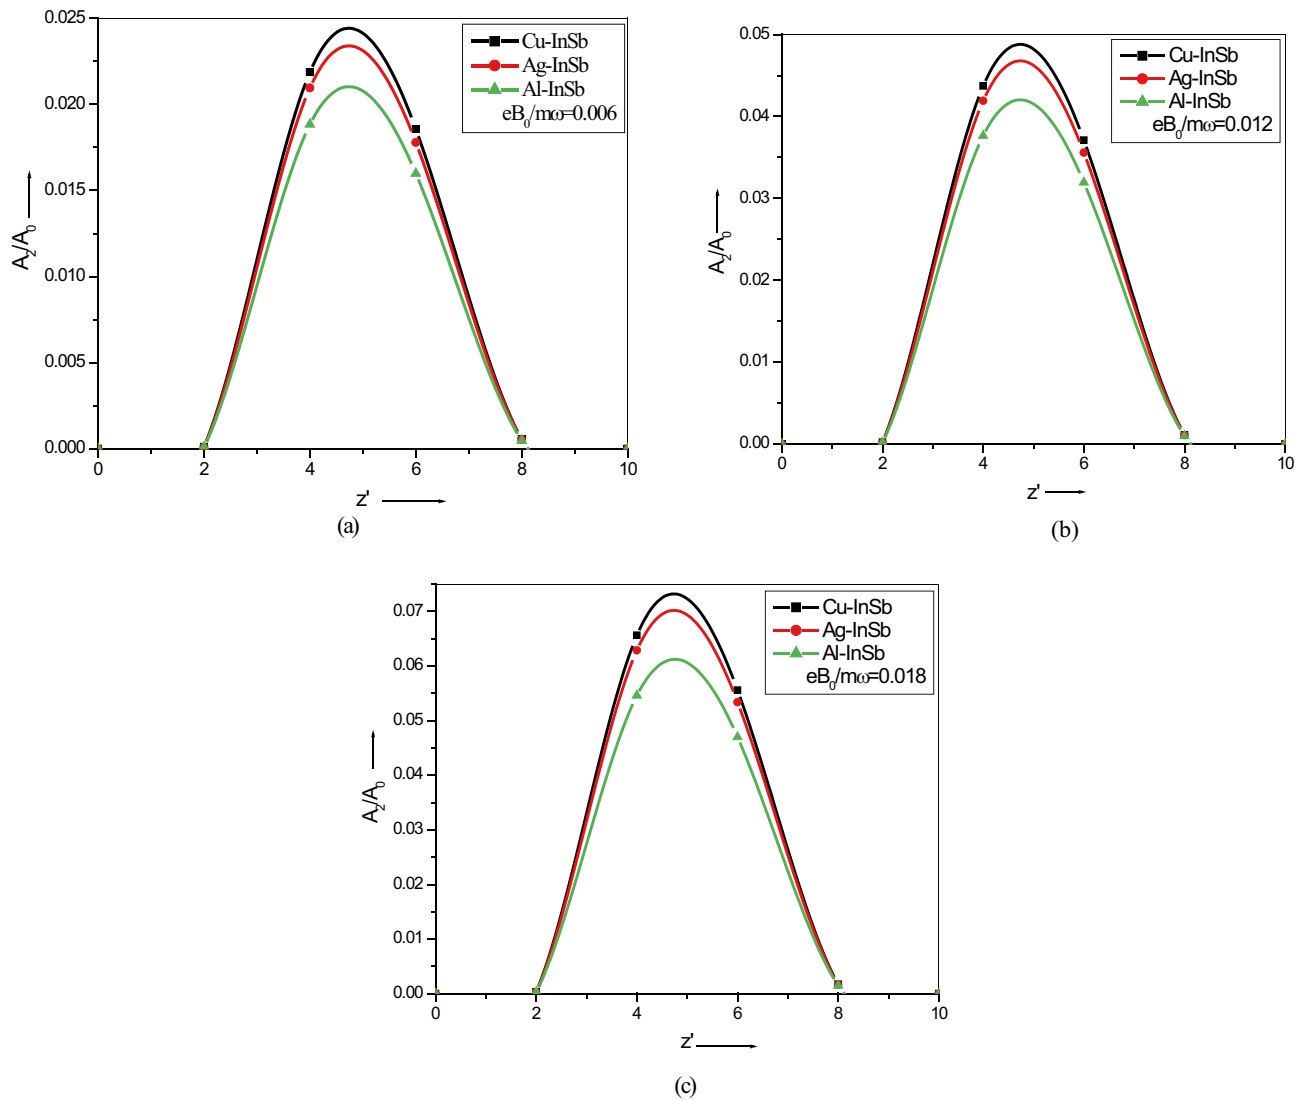 0.025
0.020
0.015
0.010
0.005
0.000
A2/A0
Cu-InSb
Ag-InSb
Al-InSb
eB0/mω=0.006
0 2 4 6 8 10
z'
(a)
0.05
0.04
0.03
0.02
0.01
0.00
A2/A0
Cu-InSb
Ag-InSb
Al-InSb
eB0/mω=0.012
0 2 4 6 8 10
z'
(b)
0.07
0.06
0.05
0.04
0.03
0.02
0.01
0.00
A2/A0
Cu-InSb
Ag-InSb
Al-InSb
eB0/mω=0.018
0 2 4 6 8 10
z'
(c)